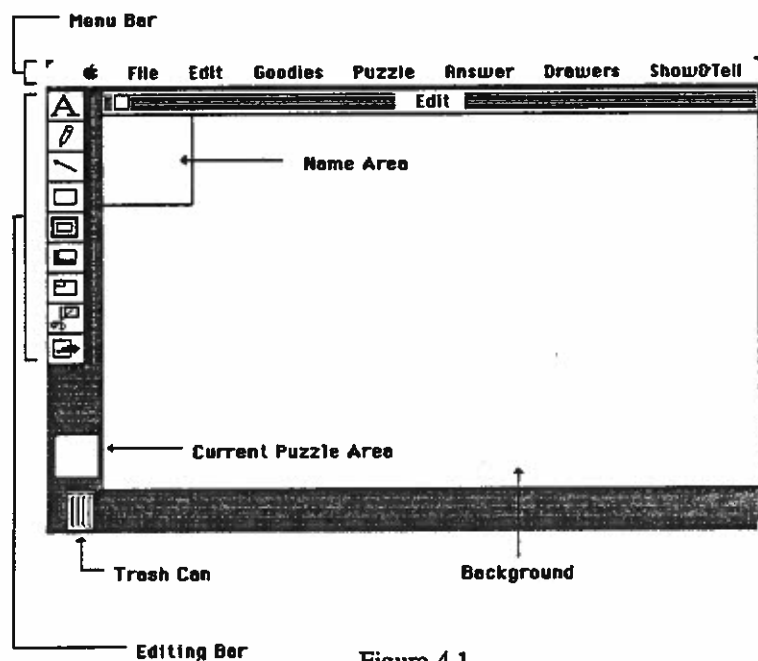 Menu Bar
File Edit Goodies Puzzle Answer Drawers Show&Tell
Edit
A
Name Area
Current Puzzle Area
Trash Can
Background
Editing Bar
Figure 4.1